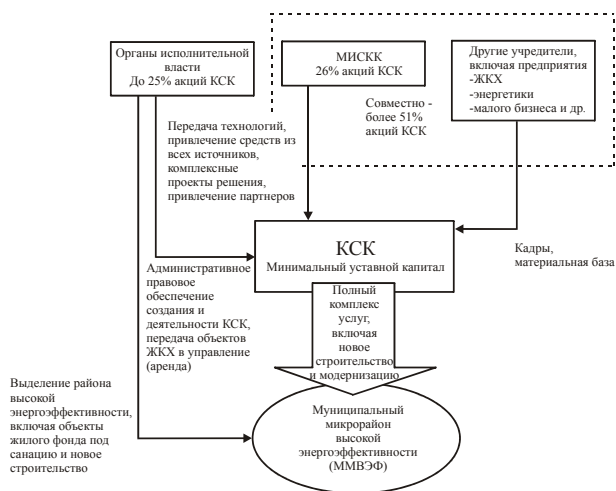 Органы исполнительной
власти
До 25% акций КСК
МИСКК
26% акций КСК
Другие учредители,
включая предприятия
-ЖКХ
-энергетики
-малого бизнеса и др.
Совместно -
более 51%
акций КСК
Передача технологий,
привлечение средств из
всех источников,
комплексные
проекты решения,
привлечение партнеров
КСК
Минимальный уставной капитал
Кадры,
материальная база
Административное
правовое
обеспечение
создания и
деятельности КСК,
передача объектов
ЖКХ в управление
(аренда)
Полный
комплекс
услуг,
включая
новое
строительство
и модернизацию
Выделение района
высокой
энергоэффективности,
включая объекты
жилого фонда под
санацию и новое
строительство
Муниципальный
микрорайон
высокой
энергоэффективности
(ММВЭФ)